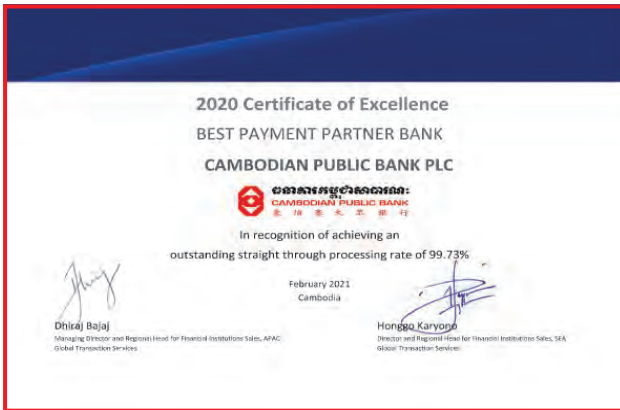 2020 Certificate of Excellence
BEST PAYMENT PARTNER BANK
CAMBODIAN PUBLIC BANK PLC
CAMBODIAN PUBLIC BANK
In recognition of achieving an
outstanding straight through processing rate of 99.73%
February 2021
Cambodia
Dhiraj Bajaj
Managing Director and Regional Head for Financial Institutions Sales, APAC
Global Transaction Services
Honggo Karyono
Director and Regional Head for Financial Institutions Sales, SEA
Global Transaction Services